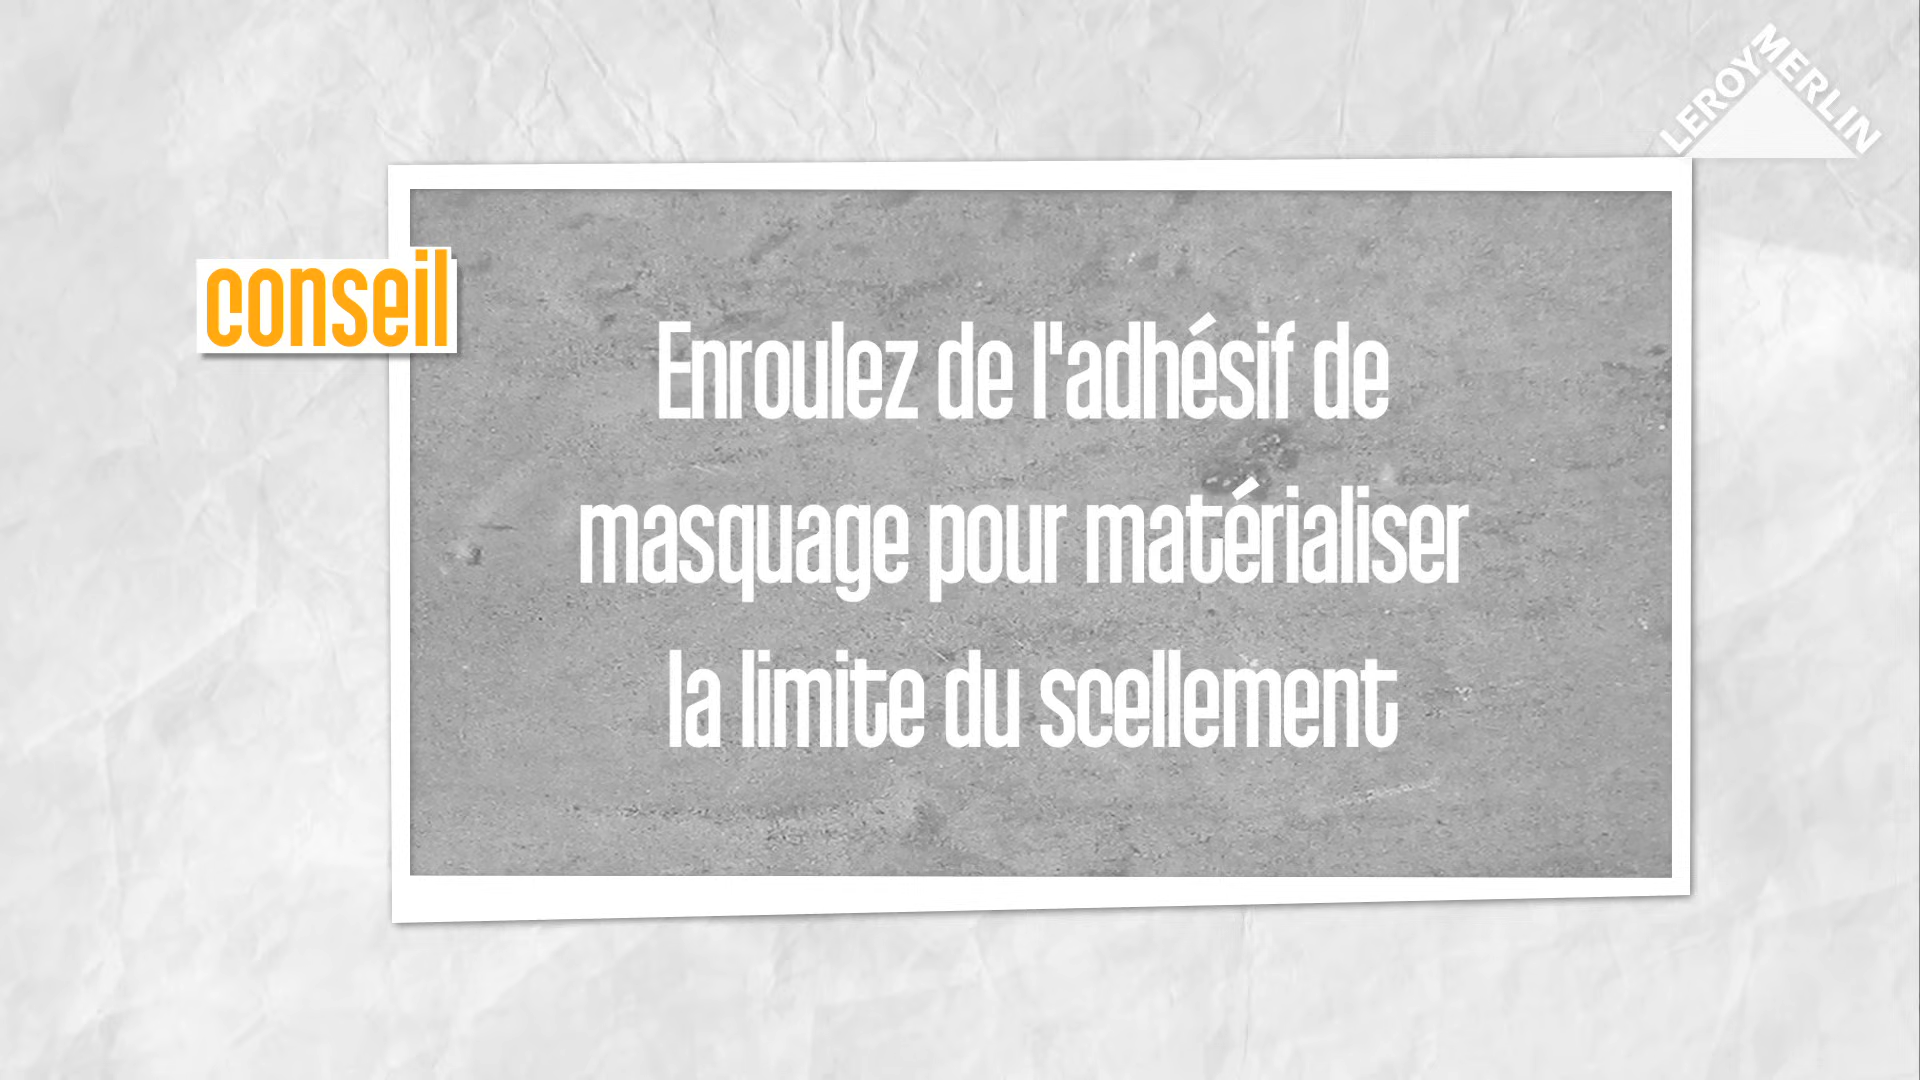 LEROY MERLIN
conseil
Enroulez de l'adhésif de
masquage pour matérialiser
la limite du scellement